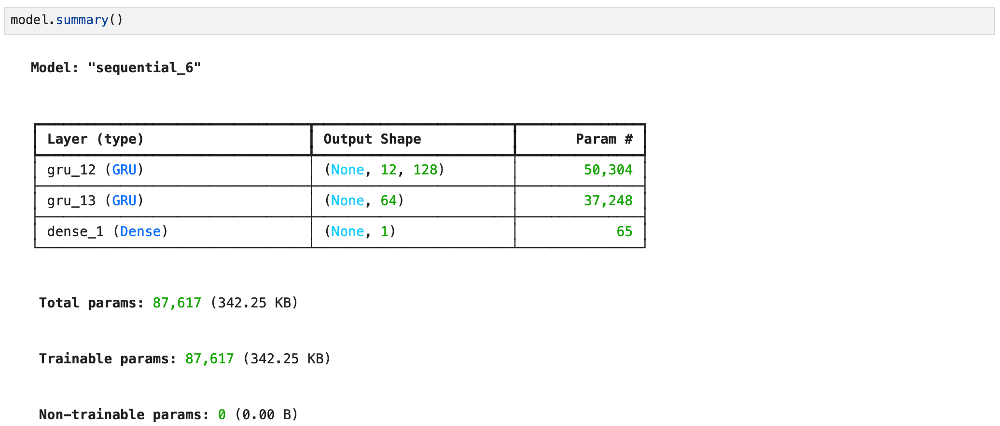 model.summary()
Model: "sequential_6"
Layer (type) Output Shape Param #
gru_12 (GRU) (None, 12, 128) 50,304
gru_13 (GRU) (None, 64) 37,248
dense_1 (Dense) (None, 1) 65
Total params: 87,617 (342.25 KB)
Trainable params: 87,617 (342.25 KB)
Non-trainable params: 0 (0.00 B)